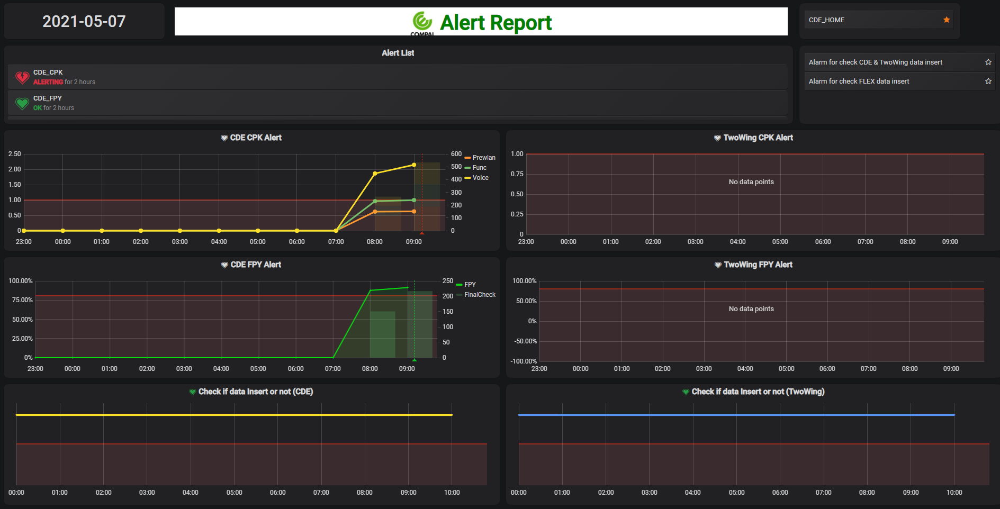 2021-05-07
COMPAL
Alert Report
CDE_HOME
Alert List
CDE_CPK
ALERTING for 2 hours
CDE_FPY
OK for 2 hours
Alarm for check CDE & TwoWing data insert
Alarm for check FLEX data insert
CDE CPK Alert
2.50
2.00
1.50
1.00
0.50
0
600
500
400
300
200
100
0
Prewlan
Func
Voice
23:00 00:00 01:00 02:00 03:00 04:00 05:00 06:00 07:00 08:00 09:00
TwoWing CPK Alert
1.00
0.75
0.50
0.25
0
No data points
23:00 00:00 01:00 02:00 03:00 04:00 05:00 06:00 07:00 08:00 09:00
CDE FPY Alert
100.00%
75.00%
50.00%
25.00%
0%
250
200
150
100
50
0
FPY
FinalCheck
23:00 00:00 01:00 02:00 03:00 04:00 05:00 06:00 07:00 08:00 09:00
TwoWing FPY Alert
100.00%
50.00%
0%
-50.00%
-100.00%
No data points
23:00 00:00 01:00 02:00 03:00 04:00 05:00 06:00 07:00 08:00 09:00
Check if data Insert or not (CDE)
00:00 01:00 02:00 03:00 04:00 05:00 06:00 07:00 08:00 09:00 10:00
Check if data Insert or not (TwoWing)
00:00 01:00 02:00 03:00 04:00 05:00 06:00 07:00 08:00 09:00 10:00